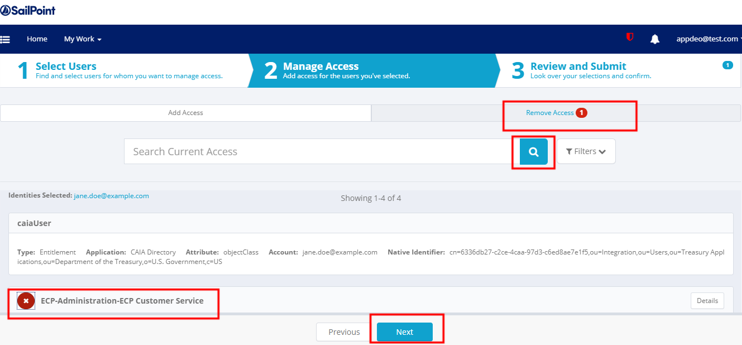 SailPoint
Home My Work appdeo@test.com
1 Select Users
Find and select users for whom you want to manage access.
2 Manage Access
Add access for the users you've selected.
3 Review and Submit
Look over your selections and confirm.
1
Add Access
Remove Access 1
Search Current Access
Filters
Identities Selected: jane.doe@example.com
Showing 1-4 of 4
caiaUser
Type: Entitlement Application: CAIA Directory Attribute: objectClass Account: jane.doe@example.com Native Identifier: cn=6336db27-c2ce-4caa-97d3-c6ed8ae7e1f5,ou=Integration,ou=Users,ou=Treasury Appl
ications,ou=Department of the Treasury,o=U.S. Government,c=US
ECP-Administration-ECP Customer Service
Details
Previous
Next